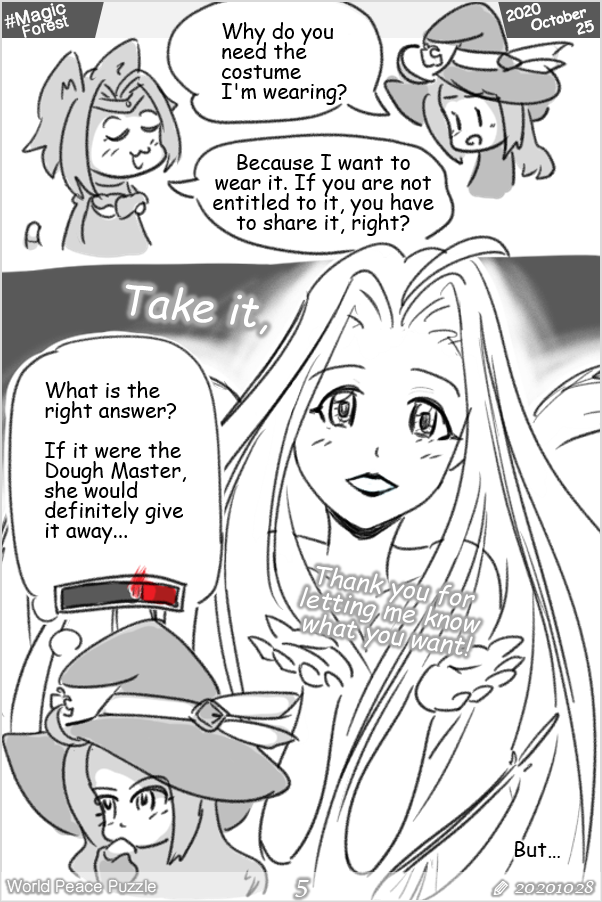 #Magic
Forest
2020
October
25
Why do you
need the
costume
I'm wearing?
Because I want to
wear it. If you are not
entitled to it, you have
to share it, right?
Take it,
What is the
right answer?
If it were the
Dough Master,
she would
definitely give
it away...
Thank you for
letting me know
what you want!
But...
World Peace Puzzle
5
20201028